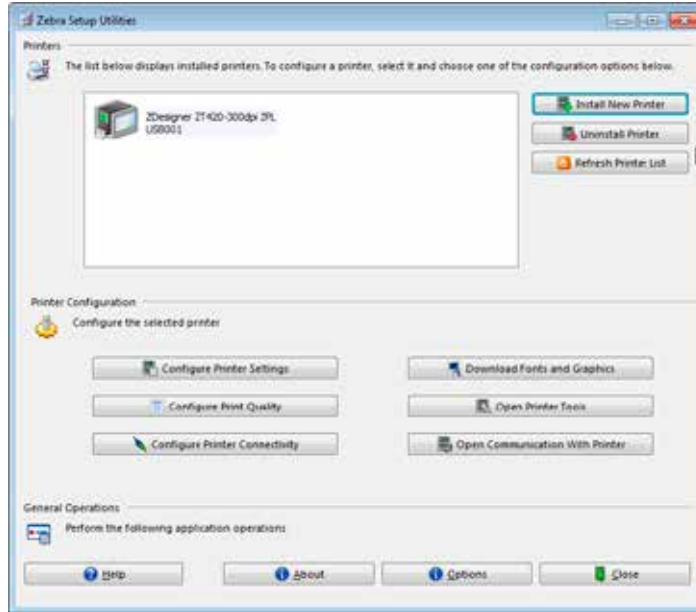 Zebra Setup Utilities
Printers
The list below displays installed printers. To configure a printer, select it and choose one of the configuration options below.
ZDesigner ZT420-300dpi ZPL
USB001
Install New Printer
Uninstall Printer
Refresh Printer List
Printer Configuration
Configure the selected printer
Configure Printer Settings
Download Fonts and Graphics
Configure Print Quality
Open Printer Tools
Configure Printer Connectivity
Open Communication With Printer
General Operations
Perform the following application operations
Help
About
Options
Close